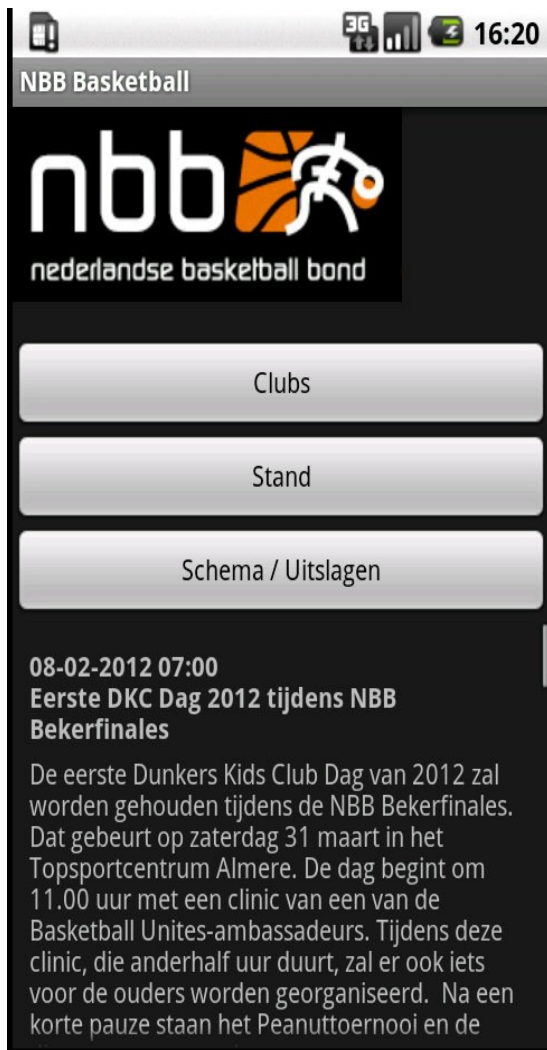 3G
16:20
NBB Basketball
nbb
nederlandse basketball bond
Clubs
Stand
Schema / Uitslagen
08-02-2012 07:00
Eerste DKC Dag 2012 tijdens NBB
Bekerfinales
De eerste Dunkers Kids Club Dag van 2012 zal
worden gehouden tijdens de NBB Bekerfinales.
Dat gebeurt op zaterdag 31 maart in het
Topsportcentrum Almere. De dag begint om
11.00 uur met een clinic van een van de
Basketball Unites-ambassadeurs. Tijdens deze
clinic, die anderhalf uur duurt, zal er ook iets
voor de ouders worden georganiseerd.  Na een
korte pauze staan het Peanuttoernooi en de